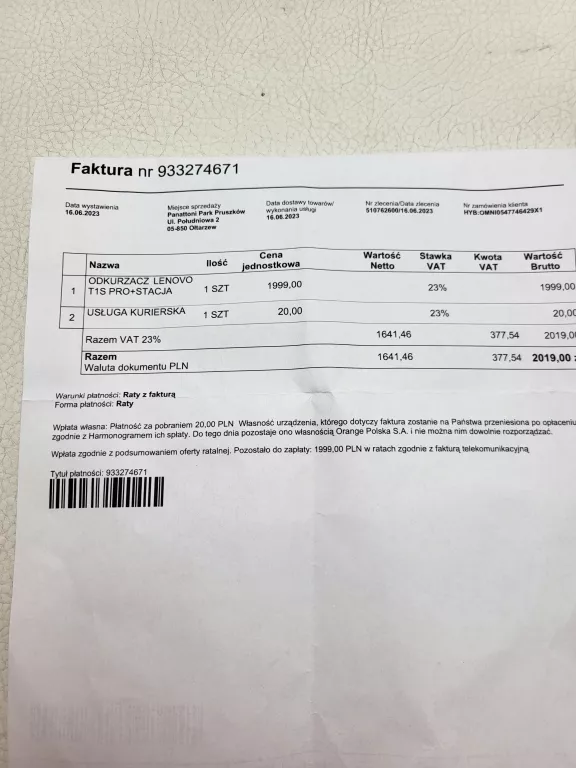 Faktura nr 933274671
Data wystawienia
16.06.2023
Miejsce sprzedaży
Panattoni Park Pruszków
Ul. Południowa 2
05-850 Ołtarzew
Data dostawy towarów/
wykonania usługi
16.06.2023
Nr zlecenia/Data zlecenia
510762600/16.06.2023
Nr zamówienia klienta
HYB:OMNI0547746429X1
Nazwa Ilość Cena jednostkowa Wartość Netto Stawka VAT Kwota VAT Wartość Brutto
1 ODKURZACZ LENOVO T1S PRO+STACJA 1 SZT 1999,00 23% 1999,00
2 USŁUGA KURIERSKA 1 SZT 20,00 23% 20,00
Razem VAT 23% 1641,46 377,54 2019,00
Razem 1641,46 377,54 2019,00
Waluta dokumentu PLN
Warunki płatności: Raty z fakturą
Forma płatności: Raty
Wpłata własna: Płatność za pobraniem 20,00 PLN Własność urządzenia, którego dotyczy faktura zostanie na Państwa przeniesiona po opłaceniu
zgodnie z Harmonogramem ich spłaty. Do tego dnia pozostaje ono własnością Orange Polska S.A. i nie można nim dowolnie rozporządzać.
Wpłata zgodnie z podsumowaniem oferty ratalnej. Pozostało do zapłaty: 1999,00 PLN w ratach zgodnie z fakturą telekomunikacyjną
Tytuł płatności: 933274671